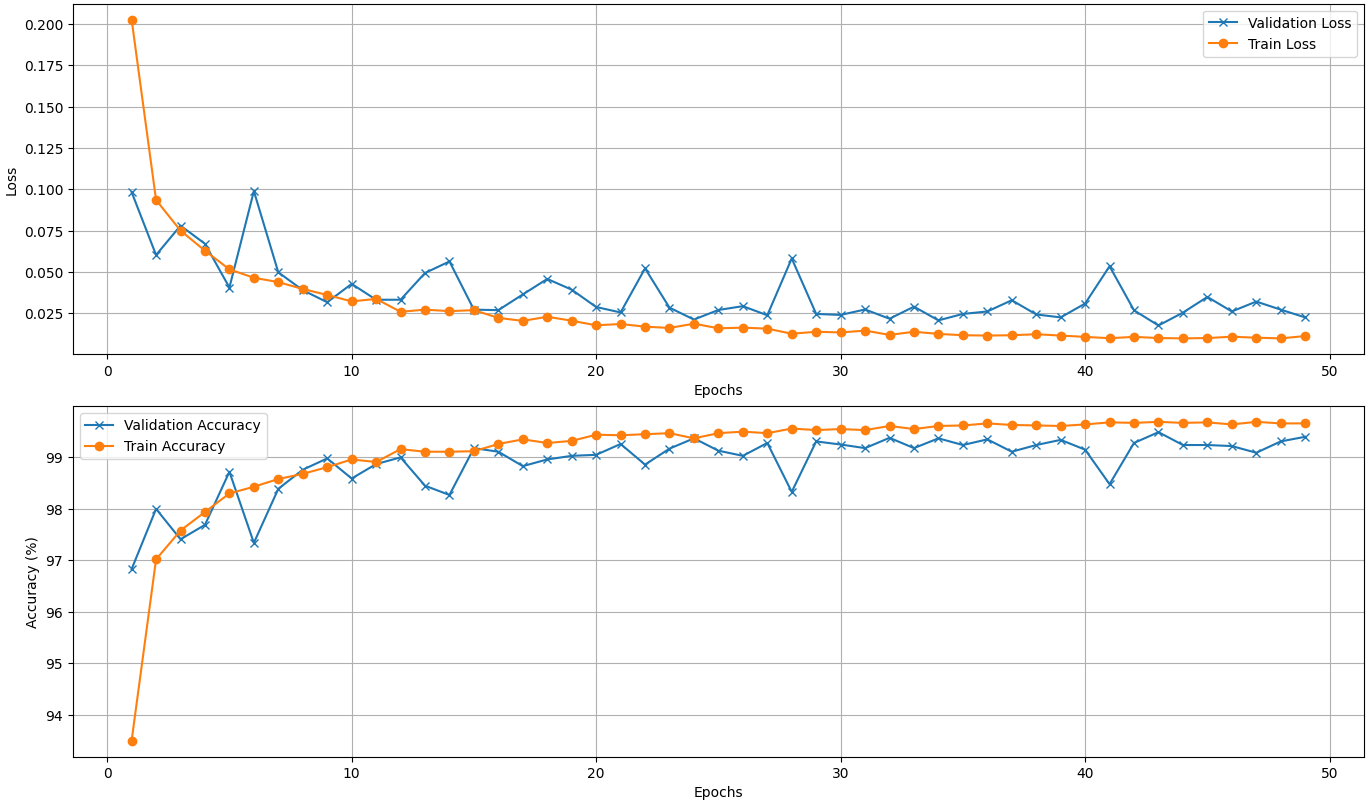 0.200
0.175
0.150
0.125
0.100
0.075
0.050
0.025
Loss
Validation Loss
Train Loss
0 10 20 30 40 50
Epochs
Validation Accuracy
Train Accuracy
99
98
97
96
95
94
Accuracy (%)
0 10 20 30 40 50
Epochs